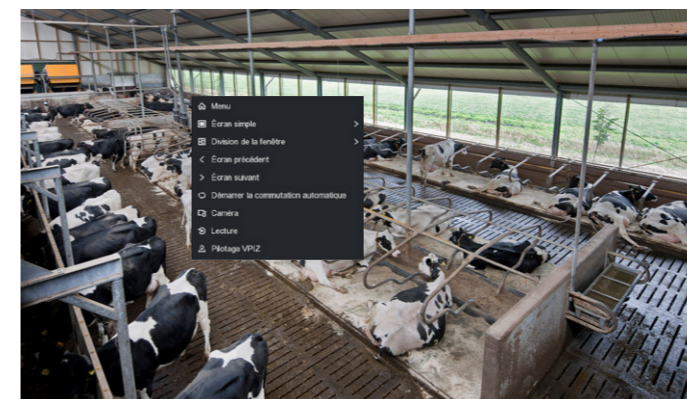 Menu
Écran simple
Division de la fenêtre
Écran précédent
Écran suivant
Démarrer la commutation automatique
Caméra
Lecture
Pilotage VPIZ